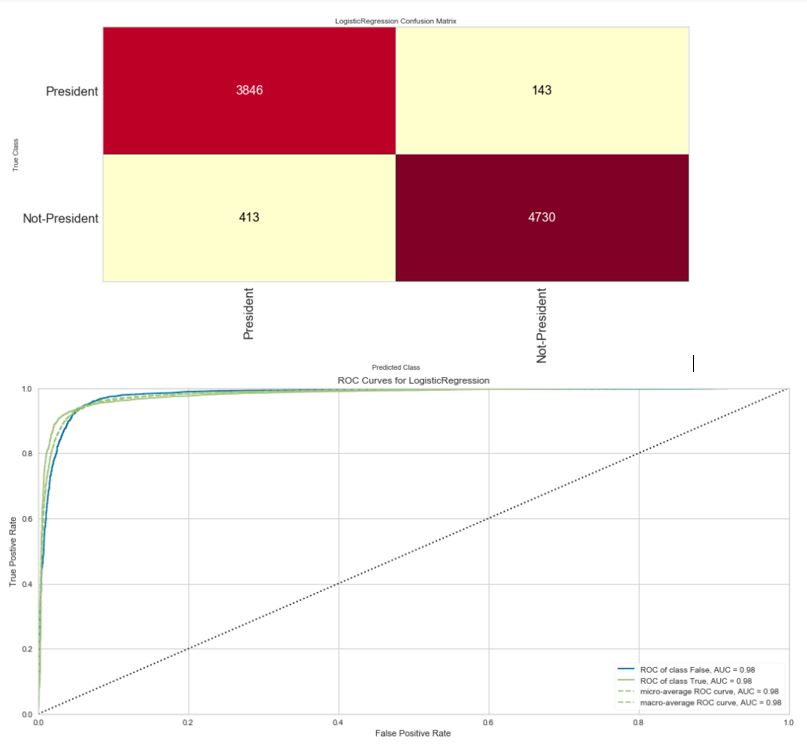 LogisticRegression Confusion Matrix
True Class
President
3846
143
Not-President
413
4730
President
Not-President
Predicted Class
ROC Curves for LogisticRegression
True Postive Rate
1.0
0.8
0.6
0.4
0.2
0.0
ROC of class False, AUC = 0.98
ROC of class True, AUC = 0.98
micro-average ROC curve, AUC = 0.98
macro-average ROC curve, AUC = 0.98
0.0
0.2
0.4
0.6
0.8
1.0
False Positive Rate